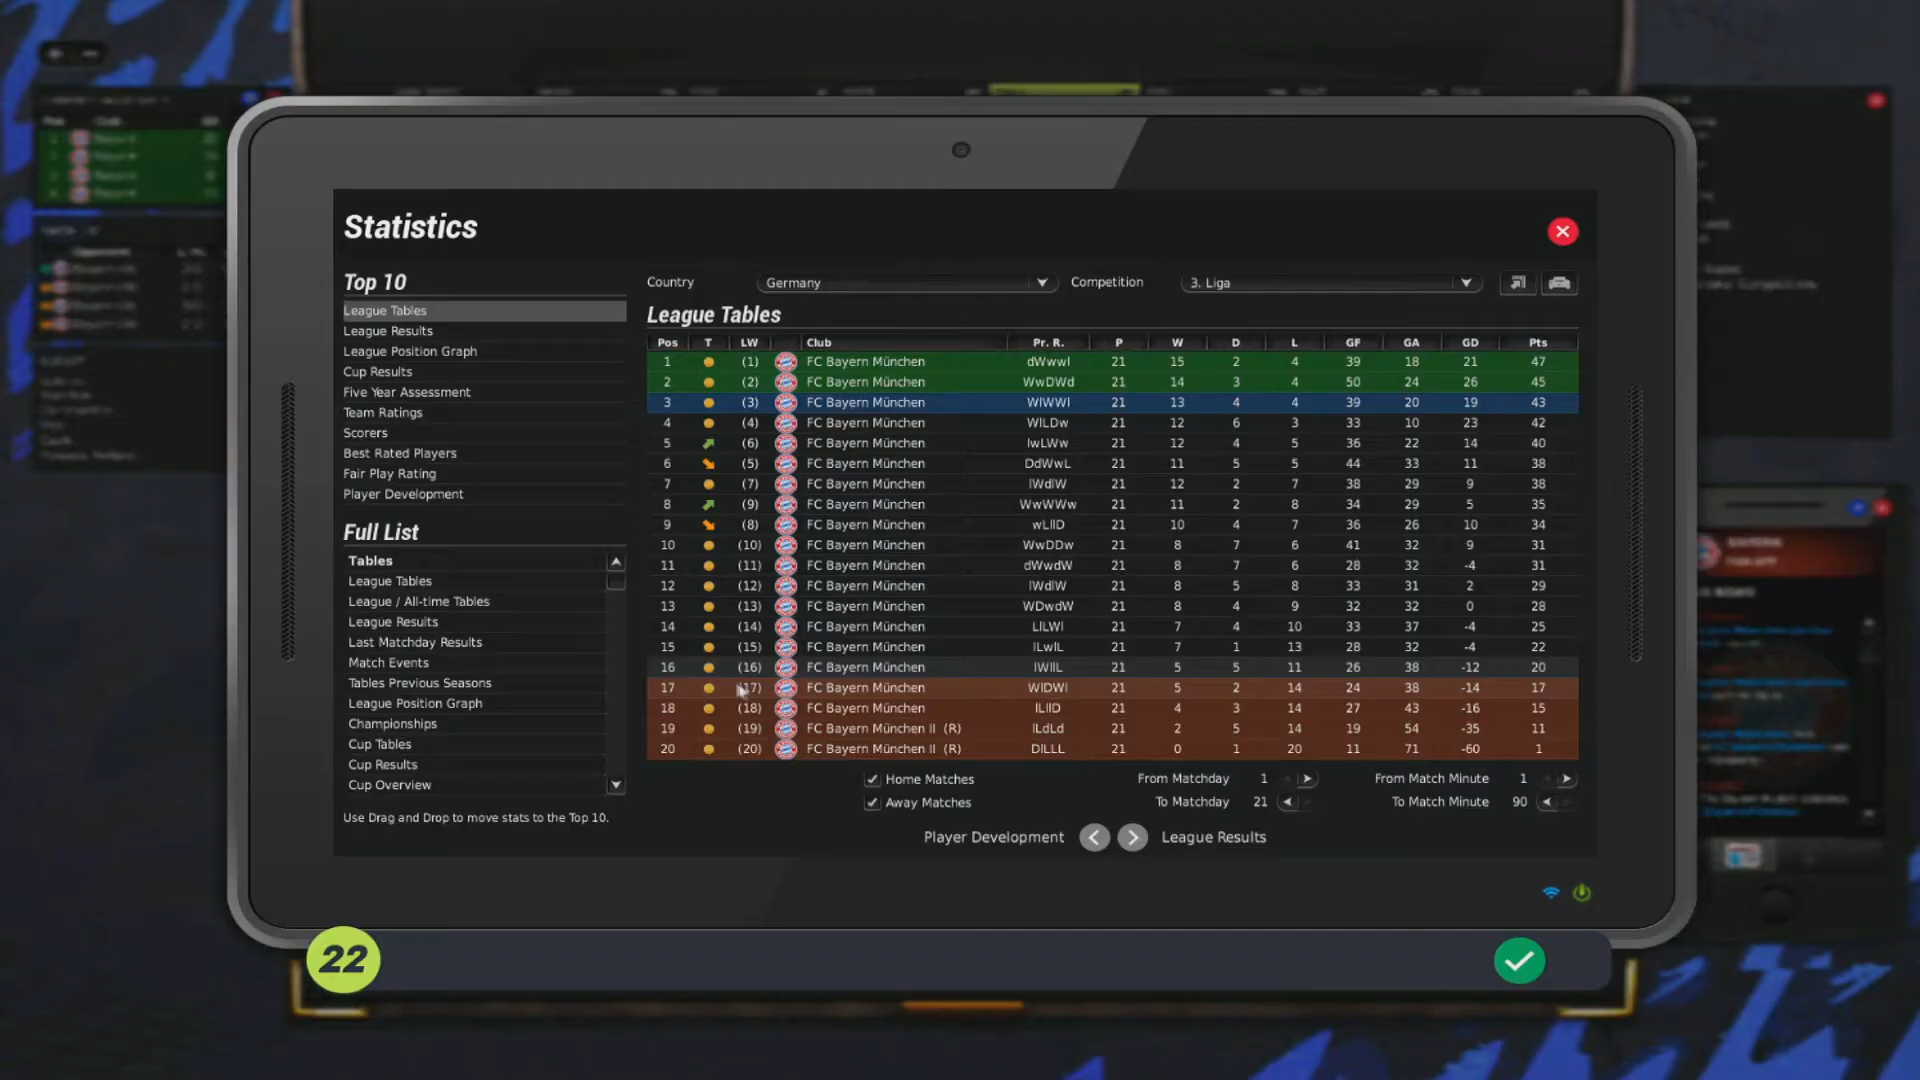 Statistics
Top 10
League Tables
League Results
League Position Graph
Cup Results
Five Year Assessment
Team Ratings
Scorers
Best Rated Players
Fair Play Rating
Player Development
Full List
Tables
League Tables
League / All-time Tables
League Results
Last Matchday Results
Match Events
Tables Previous Seasons
League Position Graph
Championships
Cup Tables
Cup Results
Cup Overview
Use Drag and Drop to move stats to the Top 10.
Country Germany Competition 3. Liga
League Tables
Pos T LW Club Pr. R. P W D L GF GA GD Pts
1 (1) FC Bayern München dWwwl 21 15 2 4 39 18 21 47
2 (2) FC Bayern München WwDWd 21 14 3 4 50 24 26 45
3 (3) FC Bayern München WlWWl 21 13 4 4 39 20 19 43
4 (4) FC Bayern München WlLDw 21 12 6 3 33 10 23 42
5 (6) FC Bayern München lwLWw 21 12 4 5 36 22 14 40
6 (5) FC Bayern München DdWwL 21 11 5 5 44 33 11 38
7 (7) FC Bayern München lWdlW 21 12 2 7 38 29 9 38
8 (9) FC Bayern München WwWWw 21 11 2 8 34 29 5 35
9 (8) FC Bayern München wLllD 21 10 4 7 36 26 10 34
10 (10) FC Bayern München WwDDw 21 8 7 6 41 32 9 31
11 (11) FC Bayern München dWwdW 21 8 7 6 28 32 -4 31
12 (12) FC Bayern München lWdlW 21 8 5 8 33 31 2 29
13 (13) FC Bayern München WDwdW 21 8 4 9 32 32 0 28
14 (14) FC Bayern München LlLWl 21 7 4 10 33 37 -4 25
15 (15) FC Bayern München lLwlL 21 7 1 13 28 32 -4 22
16 (16) FC Bayern München lWllL 21 5 5 11 26 38 -12 20
17 (17) FC Bayern München WlDWl 21 5 2 14 24 38 -14 17
18 (18) FC Bayern München lLllD 21 4 3 14 27 43 -16 15
19 (19) FC Bayern München II (R) lLdLd 21 2 5 14 19 54 -35 11
20 (20) FC Bayern München II (R) DlLLL 21 0 1 20 11 71 -60 1
Home Matches From Matchday 1 From Match Minute 1
Away Matches To Matchday 21 To Match Minute 90
Player Development League Results
22